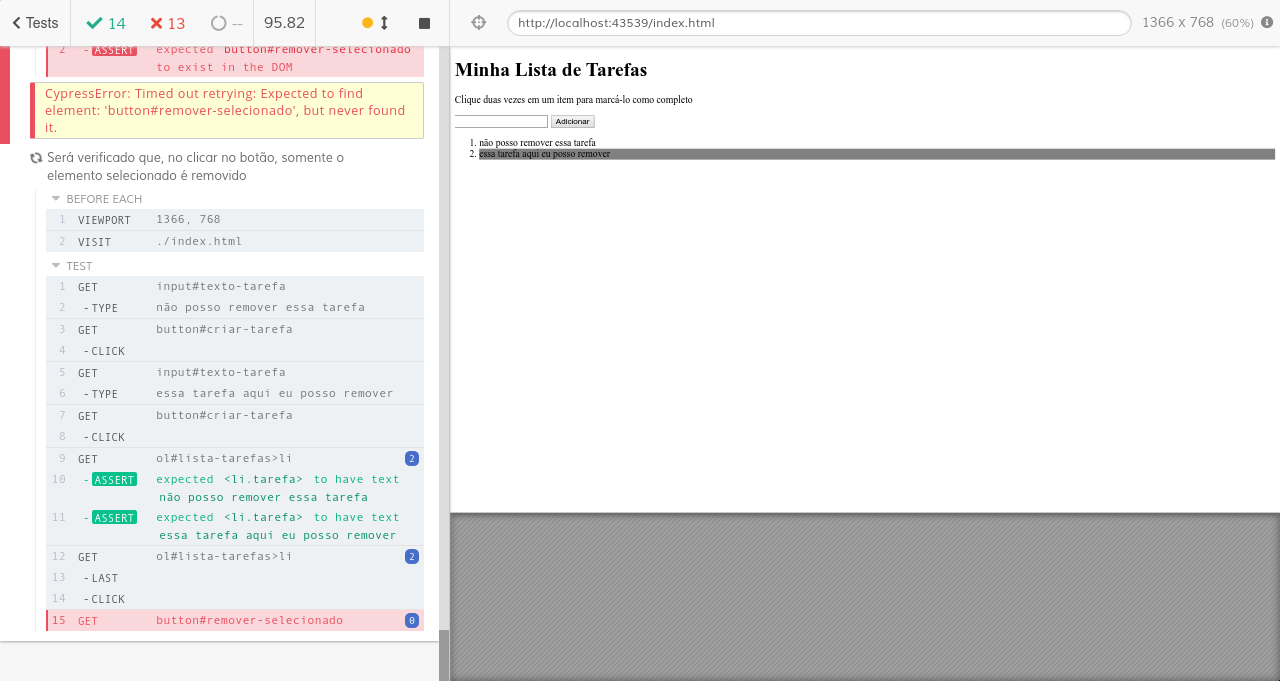 Tests
14
13
--
95.82
http://localhost:43539/index.html
1366 x 768 (60%)
2 -ASSERT expected button#remover-selecionado
to exist in the DOM
CypressError: Timed out retrying: Expected to find
element: 'button#remover-selecionado', but never found
it.
Será verificado que, no clicar no botão, somente o
elemento selecionado é removido
BEFORE EACH
1 VIEWPORT 1366, 768
2 VISIT ./index.html
TEST
1 GET input#texto-tarefa
2 -TYPE não posso remover essa tarefa
3 GET button#criar-tarefa
4 -CLICK
5 GET input#texto-tarefa
6 -TYPE essa tarefa aqui eu posso remover
7 GET button#criar-tarefa
8 -CLICK
9 GET ol#lista-tarefas>li 2
10 -ASSERT expected <li.tarefa> to have text
não posso remover essa tarefa
11 -ASSERT expected <li.tarefa> to have text
essa tarefa aqui eu posso remover
12 GET ol#lista-tarefas>li 2
13 -LAST
14 -CLICK
15 GET button#remover-selecionado 0
Minha Lista de Tarefas
Clique duas vezes em um item para marcá-lo como completo
Adicionar
1. não posso remover essa tarefa
2. essa tarefa aqui eu posso remover